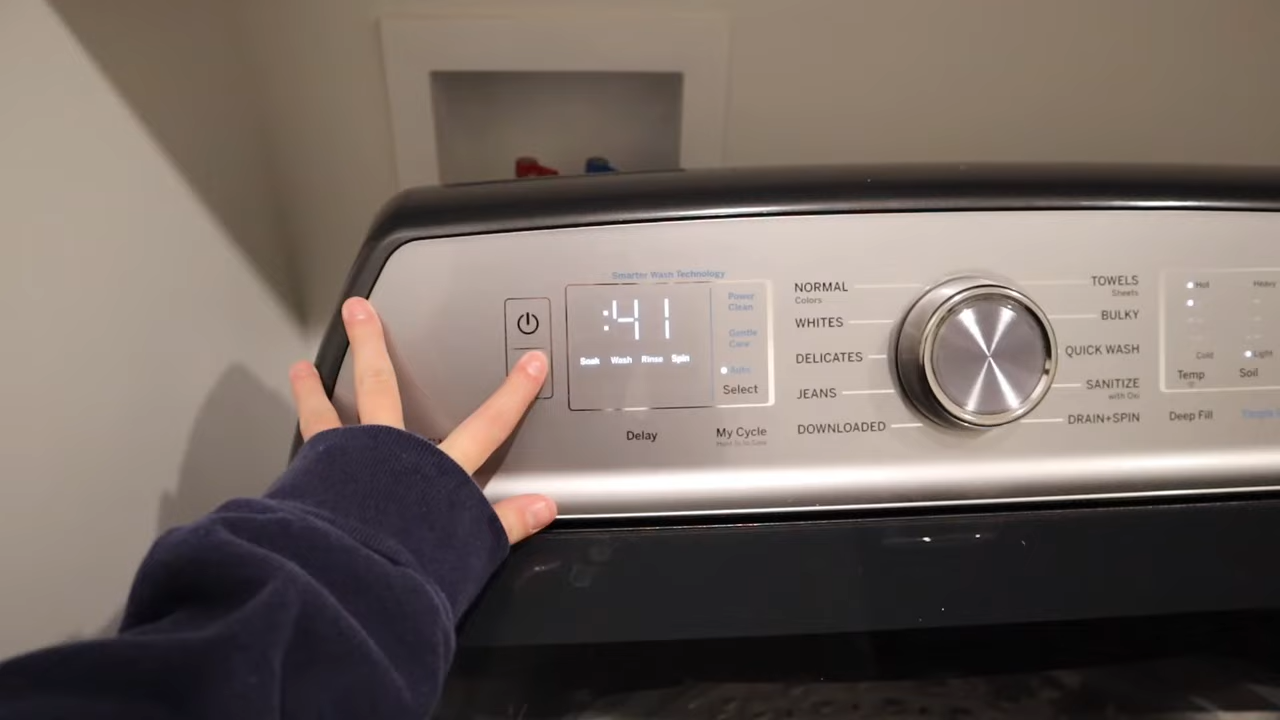 Smarter Wash Technology
:41
Soak Wash Rinse Spin
Power
Clean
Gentle
Care
Auto
Select
Delay
My Cycle
NORMAL
Colors
WHITES
DELICATES
JEANS
DOWNLOADED
TOWELS
Sheets
BULKY
QUICK WASH
SANITIZE
with Oxi
DRAIN+SPIN
Hot
Cold
Temp
Heavy
Light
Soil
Deep Fill